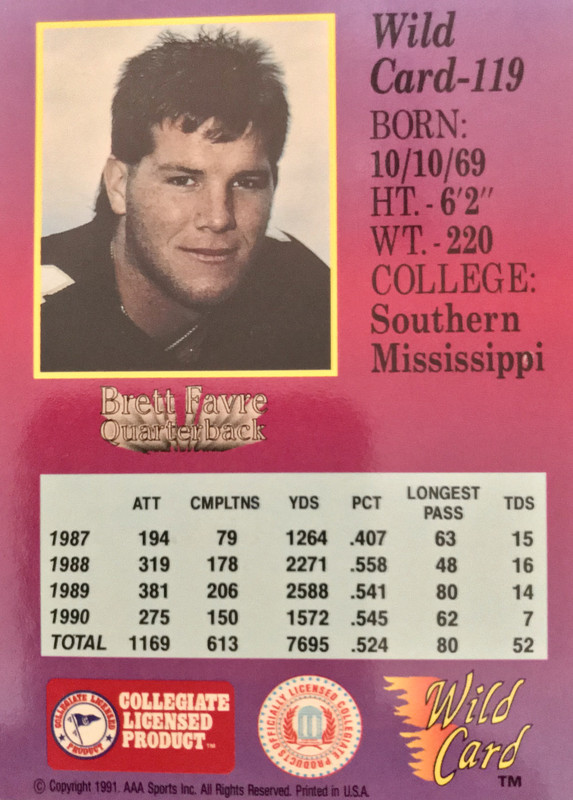 Wild
Card-119
BORN:
10/10/69
HT. - 6'2"
WT. - 220
COLLEGE:
Southern
Mississippi
Brett Favre
Quarterback
ATT CMPLTNS YDS PCT LONGEST PASS TDS
1987 194 79 1264 .407 63 15
1988 319 178 2271 .558 48 16
1989 381 206 2588 .541 80 14
1990 275 150 1572 .545 62 7
TOTAL 1169 613 7695 .524 80 52
COLLEGIATE LICENSED PRODUCT
COLLEGIATE
LICENSED
PRODUCT™
OFFICIALLY LICENSED COLLEGIATE PRODUCTS
Wild
Card
TM
© Copyright 1991. AAA Sports Inc. All Rights Reserved. Printed in U.S.A.